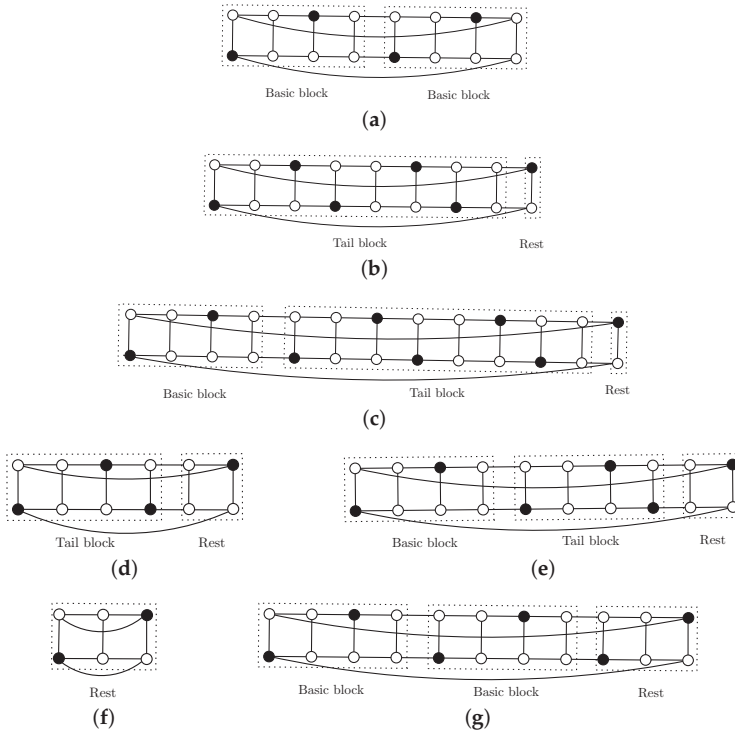 Basic block Basic block
(a)
Tail block Rest
(b)
Basic block Tail block Rest
(c)
Tail block Rest
(d)
Basic block Tail block Rest
(e)
Rest
(f)
Basic block Basic block Rest
(g)